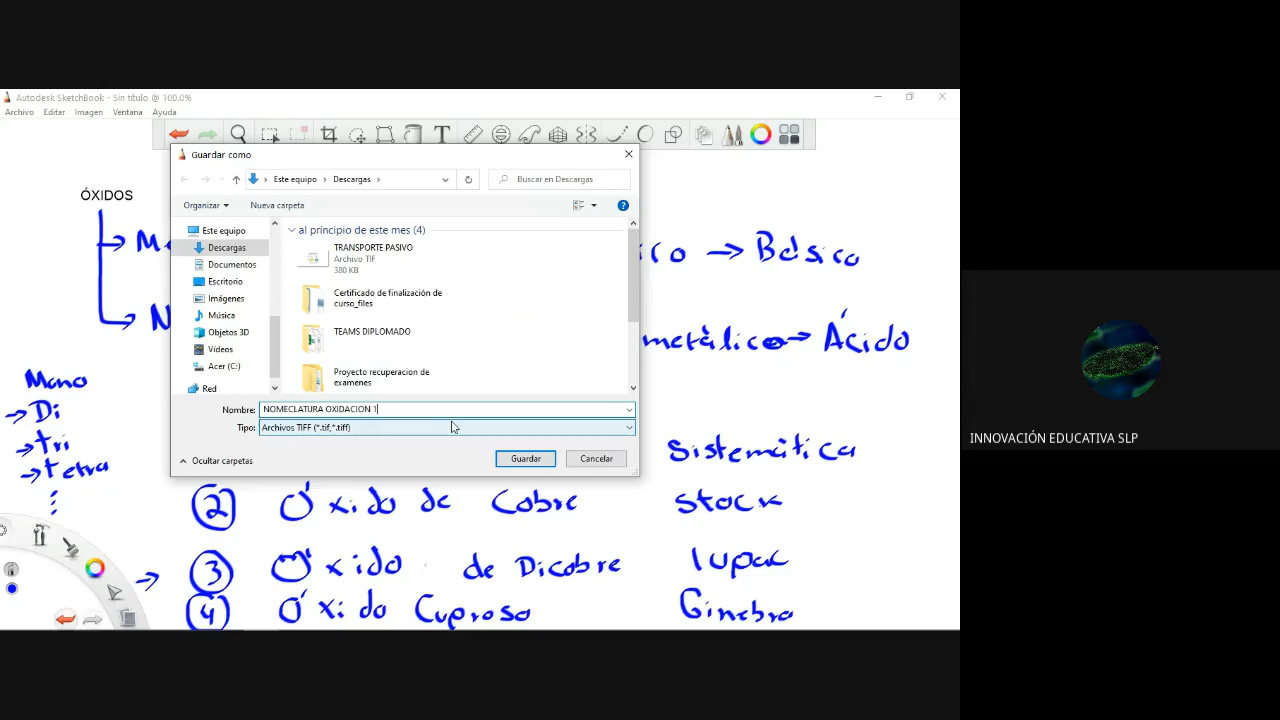 Autodesk SketchBook - Sin título @ 100.0%
Archivo Editar Imagen Ventana Ayuda
Guardar como
Este equipo > Descargas >
Buscar en Descargas
Organizar
Nueva carpeta
Este equipo
Descargas
Documentos
Escritorio
Imágenes
Música
Objetos 3D
Vídeos
Acer (C:)
Red
al principio de este mes (4)
TRANSPORTE PASIVO
Archivo TIF
380 KB
Certificado de finalización de
curso_files
TEAMS DIPLOMADO
Proyecto recuperacion de
examenes
Nombre: NOMECLATURA OXIDACION 1
Tipo: Archivos TIFF (*.tif,*.tiff)
Ocultar carpetas
Guardar
Cancelar
ÓXIDOS
→ M
ico → Básico
→ N
metálico → Ácido
Mono
→ Di
→ tri
→ tetra
Sistemática
2 Óxido de Cobre Stock
→ 3 Óxido de Dicobre Iupac
4 Óxido Cuproso Ginebra
INNOVACIÓN EDUCATIVA SLP